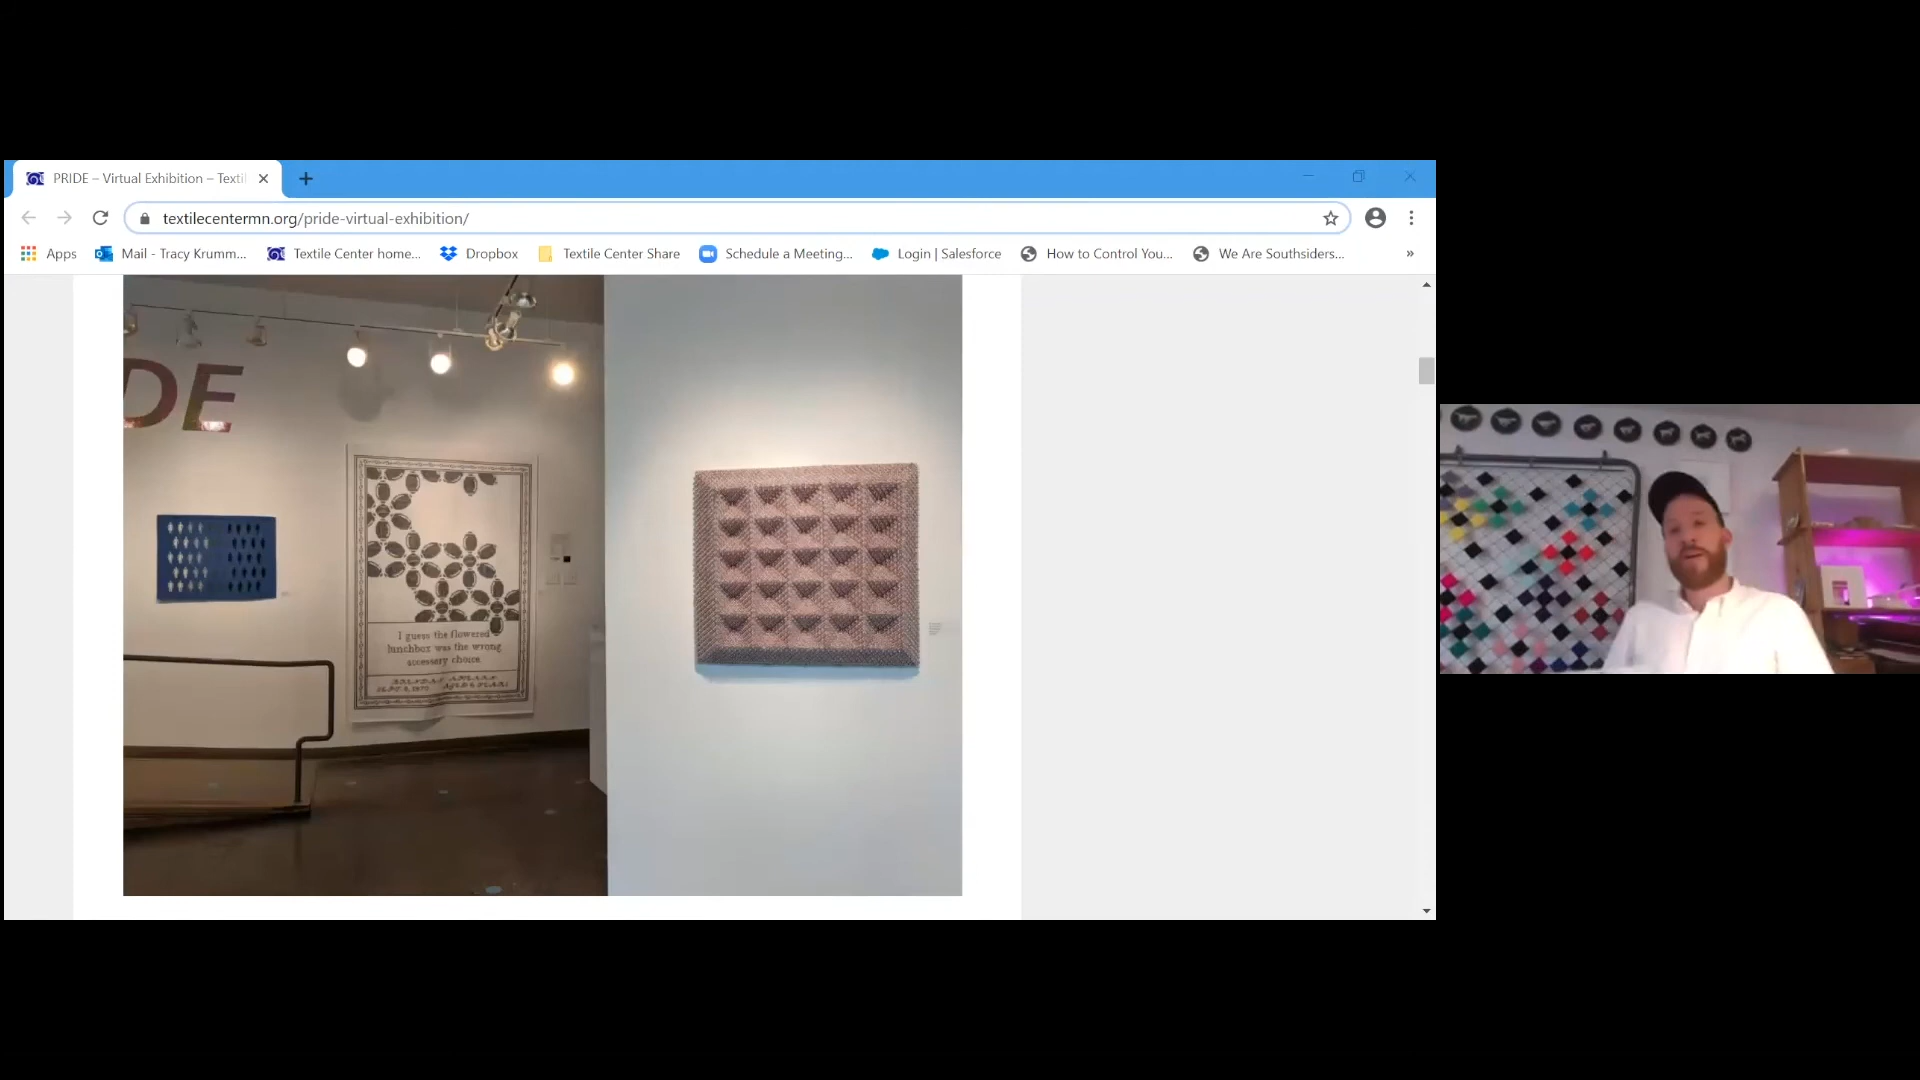 PRIDE – Virtual Exhibition – Texti
textilecentermn.org/pride-virtual-exhibition/
Apps
Mail - Tracy Krumm...
Textile Center home...
Dropbox
Textile Center Share
Schedule a Meeting...
Login | Salesforce
How to Control You...
We Are Southsiders...
»
DE
I guess the flowered
lunchbox was the wrong
accessory choice.